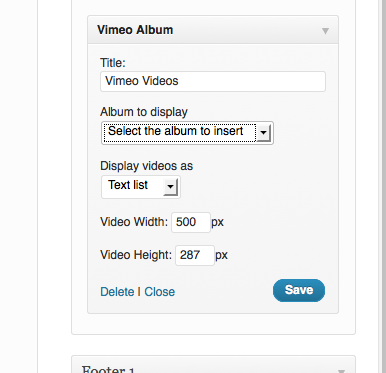 Vimeo Album
Title:
Vimeo Videos
Album to display
Select the album to insert
Display videos as
Text list
Video Width: 500 px
Video Height: 287 px
Delete | Close Save
Footer 1